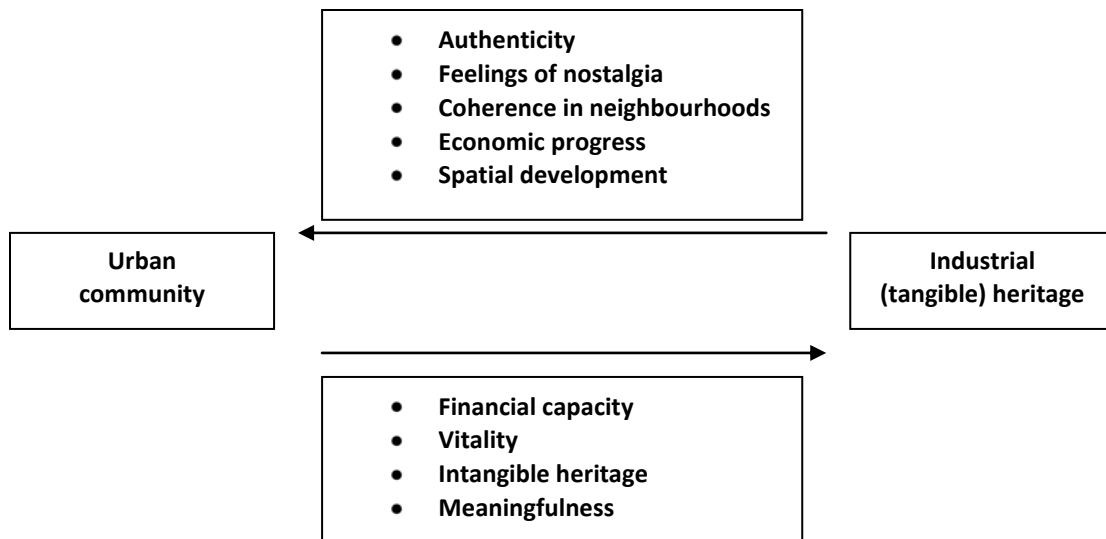 • Authenticity
• Feelings of nostalgia
• Coherence in neighbourhoods
• Economic progress
• Spatial development
Urban
community
Industrial
(tangible) heritage
• Financial capacity
• Vitality
• Intangible heritage
• Meaningfulness